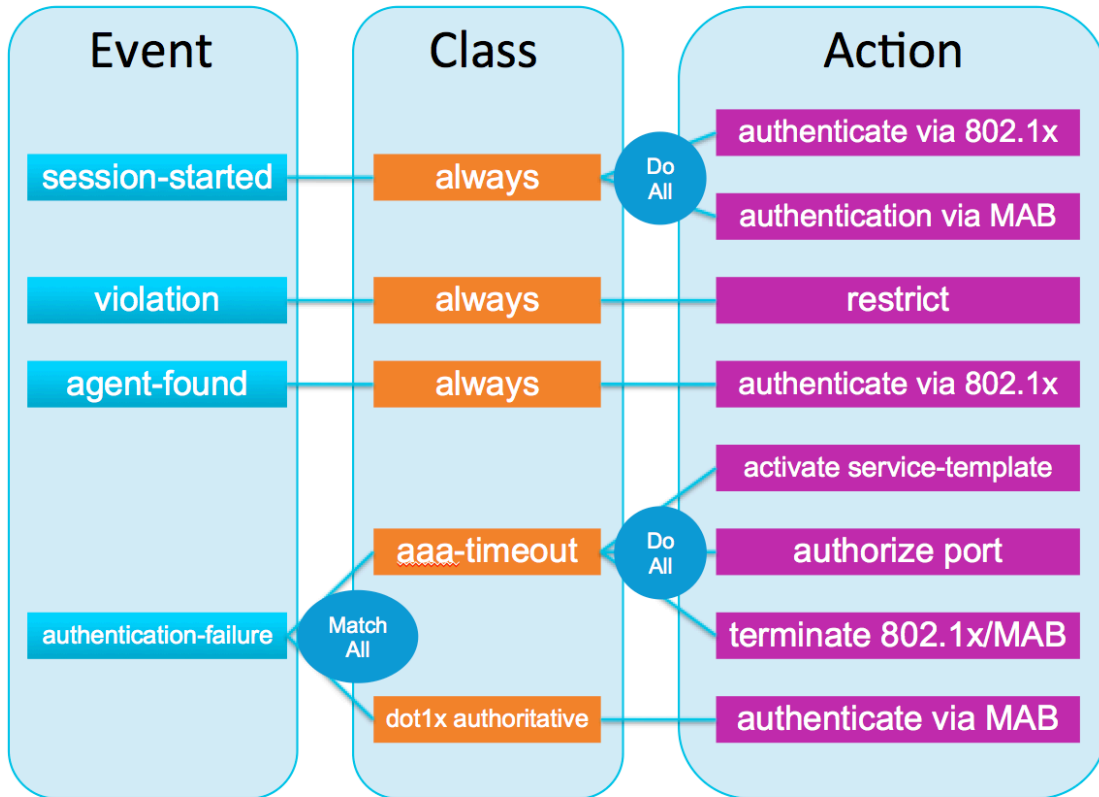 Event
Class
Action
authenticate via 802.1x
session-started
always
Do
All
authentication via MAB
violation
always
restrict
agent-found
always
authenticate via 802.1x
activate service-template
aaa-timeout
Do
All
authorize port
authentication-failure
Match
All
terminate 802.1x/MAB
dot1x authoritative
authenticate via MAB